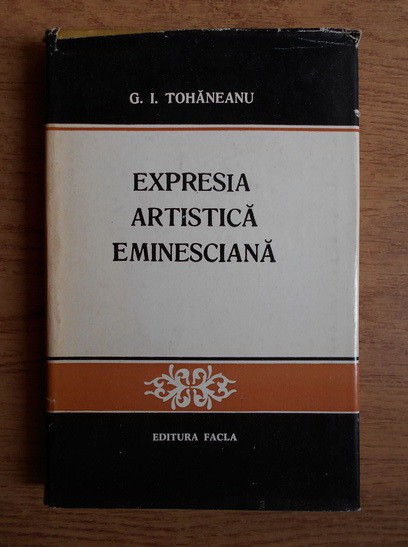 G. I. TOHĂNEANU
EXPRESIA
ARTISTICĂ
EMINESCIANĂ
EDITURA FACLA